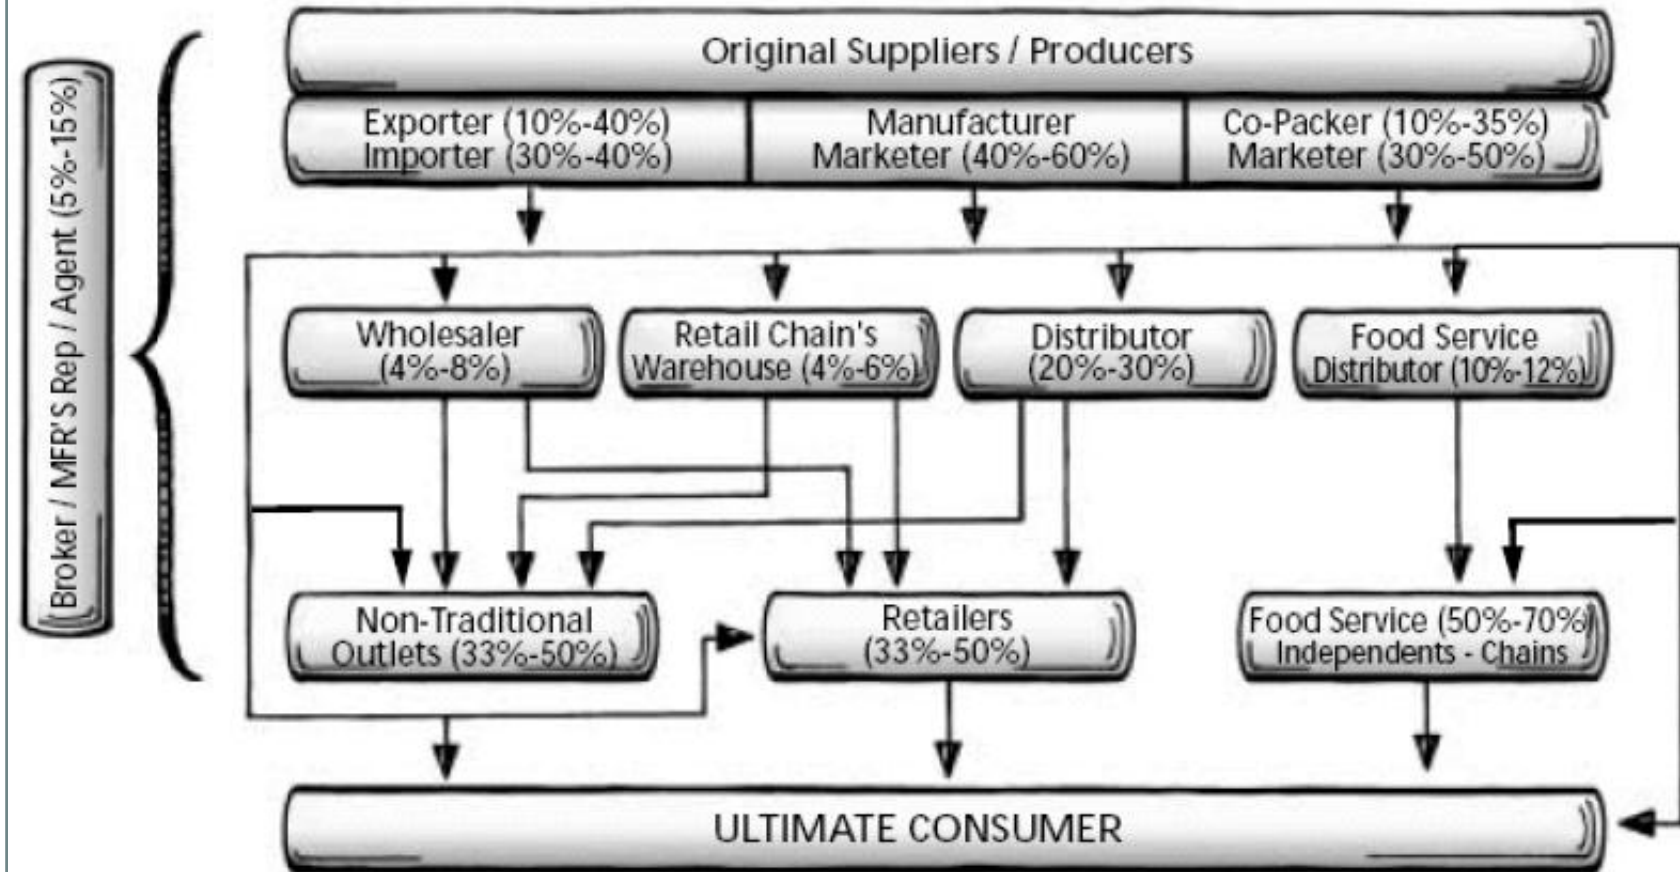 Broker / MFR'S Rep / Agent (5%-15%)
Original Suppliers / Producers
Exporter (10%-40%)
Importer (30%-40%)
Manufacturer
Marketer (40%-60%)
Co-Packer (10%-35%)
Marketer (30%-50%)
Wholesaler
(4%-8%)
Retail Chain's
Warehouse (4%-6%)
Distributor
(20%-30%)
Food Service
Distributor (10%-12%)
Non-Traditional
Outlets (33%-50%)
Retailers
(33%-50%)
Food Service (50%-70%)
Independents - Chains
ULTIMATE CONSUMER